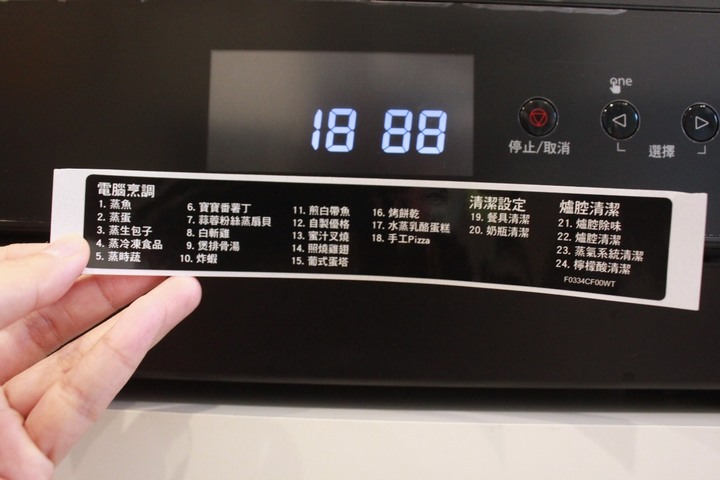 one
18 88
停止/取消
選擇
電腦烹調
1. 蒸魚
2. 蒸蛋
3. 蒸生包子
4. 蒸冷凍食品
5. 蒸時蔬
6. 寶寶番薯丁
7. 蒜蓉粉絲蒸扇貝
8. 白斬雞
9. 煲排骨湯
10. 炸蝦
11. 煎白帶魚
12. 自製優格
13. 蜜汁叉燒
14. 照燒雞翅
15. 葡式蛋塔
16. 烤餅乾
17. 水蒸乳酪蛋糕
18. 手工Pizza
清潔設定
19. 餐具清潔
20. 奶瓶清潔
爐腔清潔
21. 爐腔除味
22. 爐腔清潔
23. 蒸氣系統清潔
24. 檸檬酸清潔
F0334CF00WT